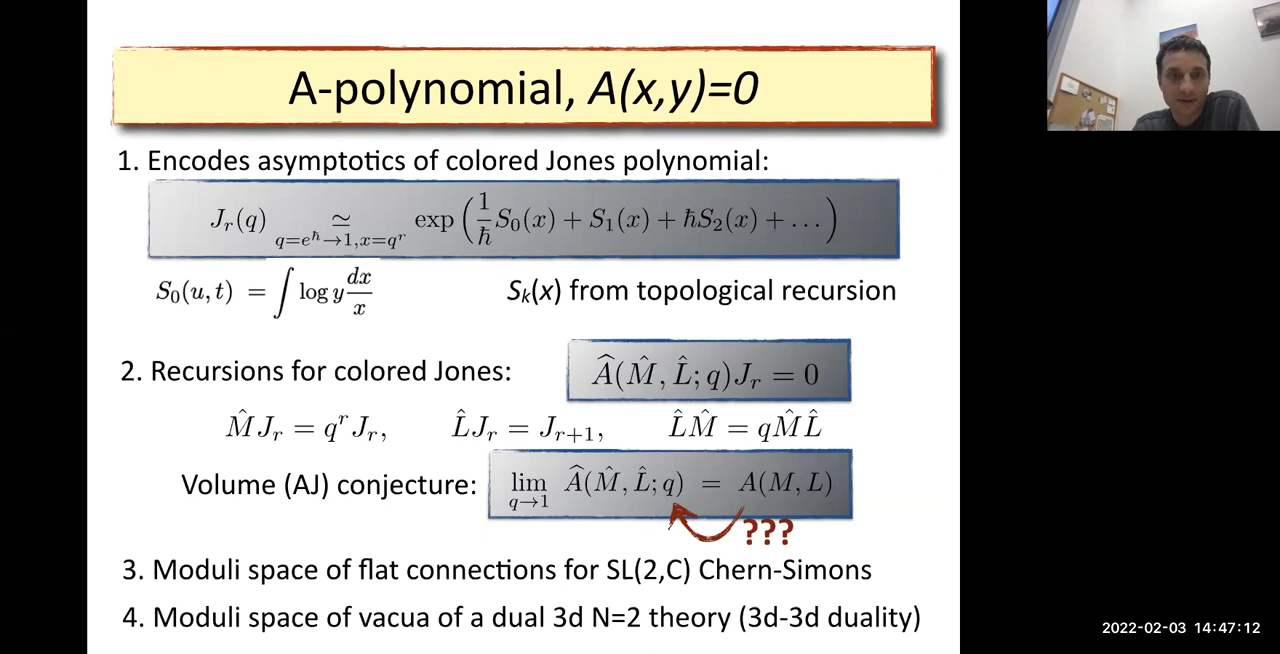 A-polynomial, A(x,y)=0
1. Encodes asymptotics of colored Jones polynomial:
J_r(q) ≃_{q=e^ℏ→1, x=q^r} exp( 1/ℏ S_0(x) + S_1(x) + ℏS_2(x) + … )
S_0(u,t) = ∫ log y dx/x    S_k(x) from topological recursion
2. Recursions for colored Jones: Â(M̂, L̂; q)J_r = 0
M̂J_r = q^r J_r,    L̂J_r = J_{r+1},    L̂M̂ = qM̂L̂
Volume (AJ) conjecture: lim_{q→1} Â(M̂, L̂; q) = A(M, L)
???
3. Moduli space of flat connections for SL(2,C) Chern-Simons
4. Moduli space of vacua of a dual 3d N=2 theory (3d-3d duality)
2022-02-03 14:47:12